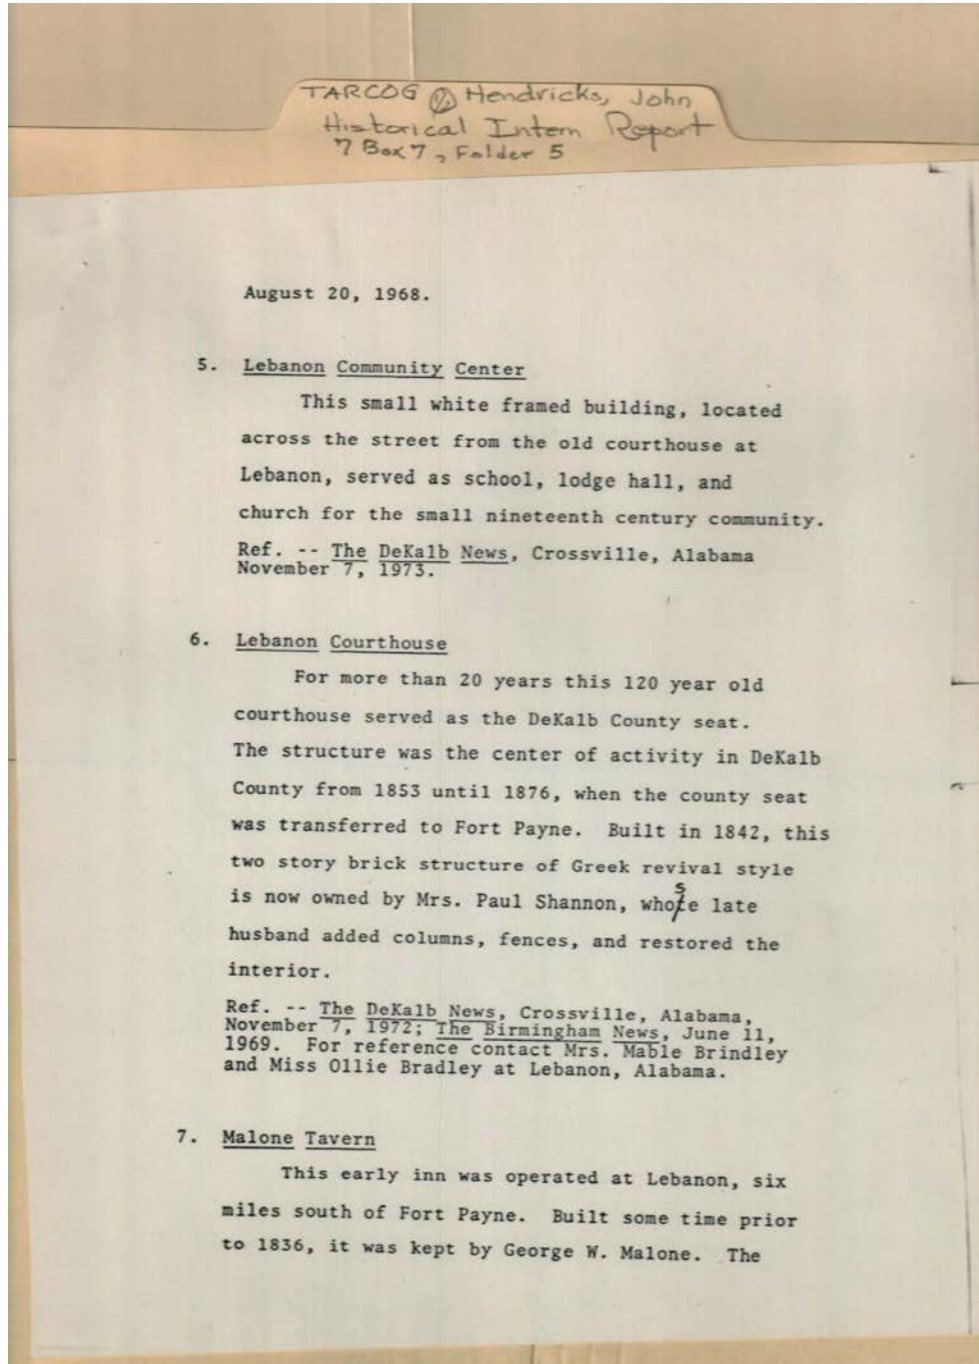 TARCOG Hendricks, John
Historical Intern Report
7 Box 7, Folder 5
August 20, 1968.
5. Lebanon Community Center
This small white framed building, located
across the street from the old courthouse at
Lebanon, served as school, lodge hall, and
church for the small nineteenth century community.
Ref. -- The DeKalb News, Crossville, Alabama
November 7, 1973.
6. Lebanon Courthouse
For more than 20 years this 120 year old
courthouse served as the DeKalb County seat.
The structure was the center of activity in DeKalb
County from 1853 until 1876, when the county seat
was transferred to Fort Payne. Built in 1842, this
two story brick structure of Greek revival style
is now owned by Mrs. Paul Shannon, whose late
husband added columns, fences, and restored the
interior.
Ref. -- The DeKalb News, Crossville, Alabama,
November 7, 1972; The Birmingham News, June 11,
1969. For reference contact Mrs. Mable Brindley
and Miss Ollie Bradley at Lebanon, Alabama.
7. Malone Tavern
This early inn was operated at Lebanon, six
miles south of Fort Payne. Built some time prior
to 1836, it was kept by George W. Malone. The